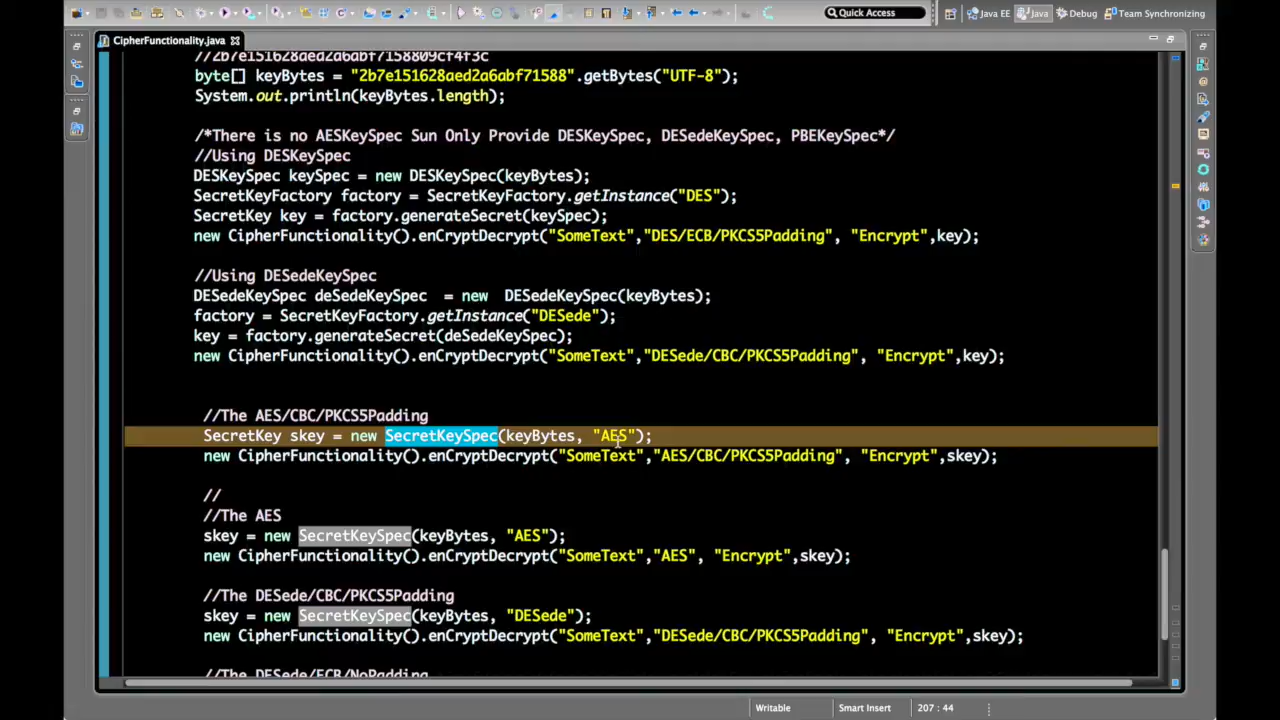 Quick Access
Java EE
Java
Debug
Team Synchronizing
CipherFunctionality.java
//2b7e151628aed2a6abf7158809cf4f3c
byte[] keyBytes = "2b7e151628aed2a6abf71588".getBytes("UTF-8");
System.out.println(keyBytes.length);
/*There is no AESKeySpec Sun Only Provide DESKeySpec, DESedeKeySpec, PBEKeySpec*/
//Using DESKeySpec
DESKeySpec keySpec = new DESKeySpec(keyBytes);
SecretKeyFactory factory = SecretKeyFactory.getInstance("DES");
SecretKey key = factory.generateSecret(keySpec);
new CipherFunctionality().enCryptDecrypt("SomeText","DES/ECB/PKCS5Padding", "Encrypt",key);
//Using DESedeKeySpec
DESedeKeySpec deSedeKeySpec  = new  DESedeKeySpec(keyBytes);
factory = SecretKeyFactory.getInstance("DESede");
key = factory.generateSecret(deSedeKeySpec);
new CipherFunctionality().enCryptDecrypt("SomeText","DESede/CBC/PKCS5Padding", "Encrypt",key);
//The AES/CBC/PKCS5Padding
SecretKey skey = new SecretKeySpec(keyBytes, "AES");
new CipherFunctionality().enCryptDecrypt("SomeText","AES/CBC/PKCS5Padding", "Encrypt",skey);
//
//The AES
skey = new SecretKeySpec(keyBytes, "AES");
new CipherFunctionality().enCryptDecrypt("SomeText","AES", "Encrypt",skey);
//The DESede/CBC/PKCS5Padding
skey = new SecretKeySpec(keyBytes, "DESede");
new CipherFunctionality().enCryptDecrypt("SomeText","DESede/CBC/PKCS5Padding", "Encrypt",skey);
//The DESede/ECB/NoPadding
Writable
Smart Insert
207 : 44